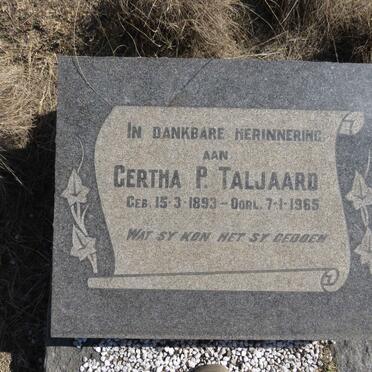 IN DANKBARE HERINNERING
AAN
GERTHA P. TALJAARD
GEB. 15-3-1893 – OORL. 7-1-1965
WAT SY KON HET SY GEDOEN